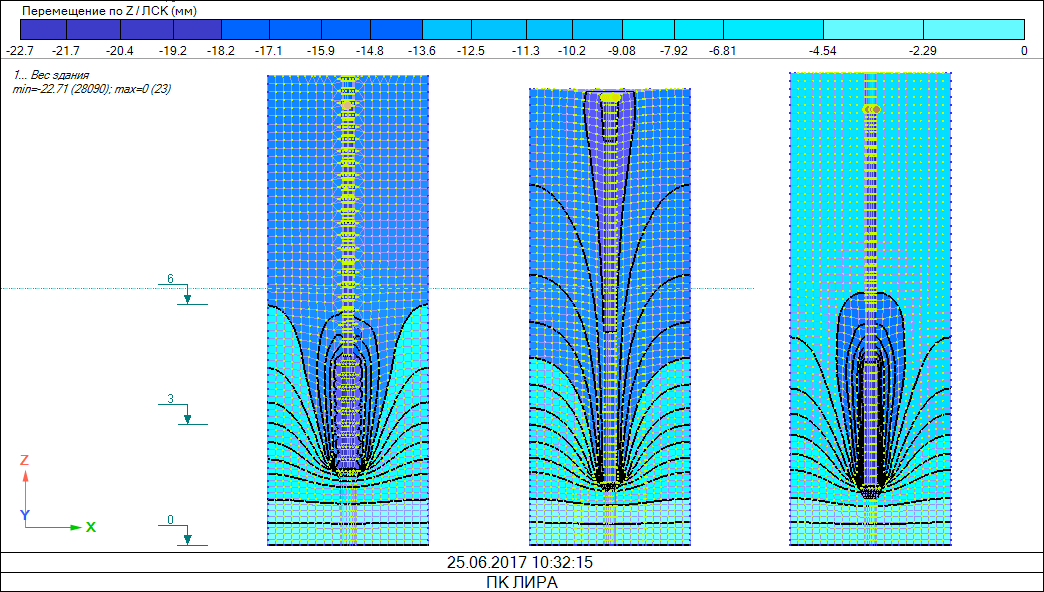 Перемещение по Z / ЛСК (мм)
-22.7 -21.7 -20.4 -19.2 -18.2 -17.1 -15.9 -14.8 -13.6 -12.5 -11.3 -10.2 -9.08 -7.92 -6.81 -4.54 -2.29 0
1... Вес здания
min=-22.71 (28090); max=0 (23)
6
3
Z
Y
X
0
25.06.2017 10:32:15
ПК ЛИРА